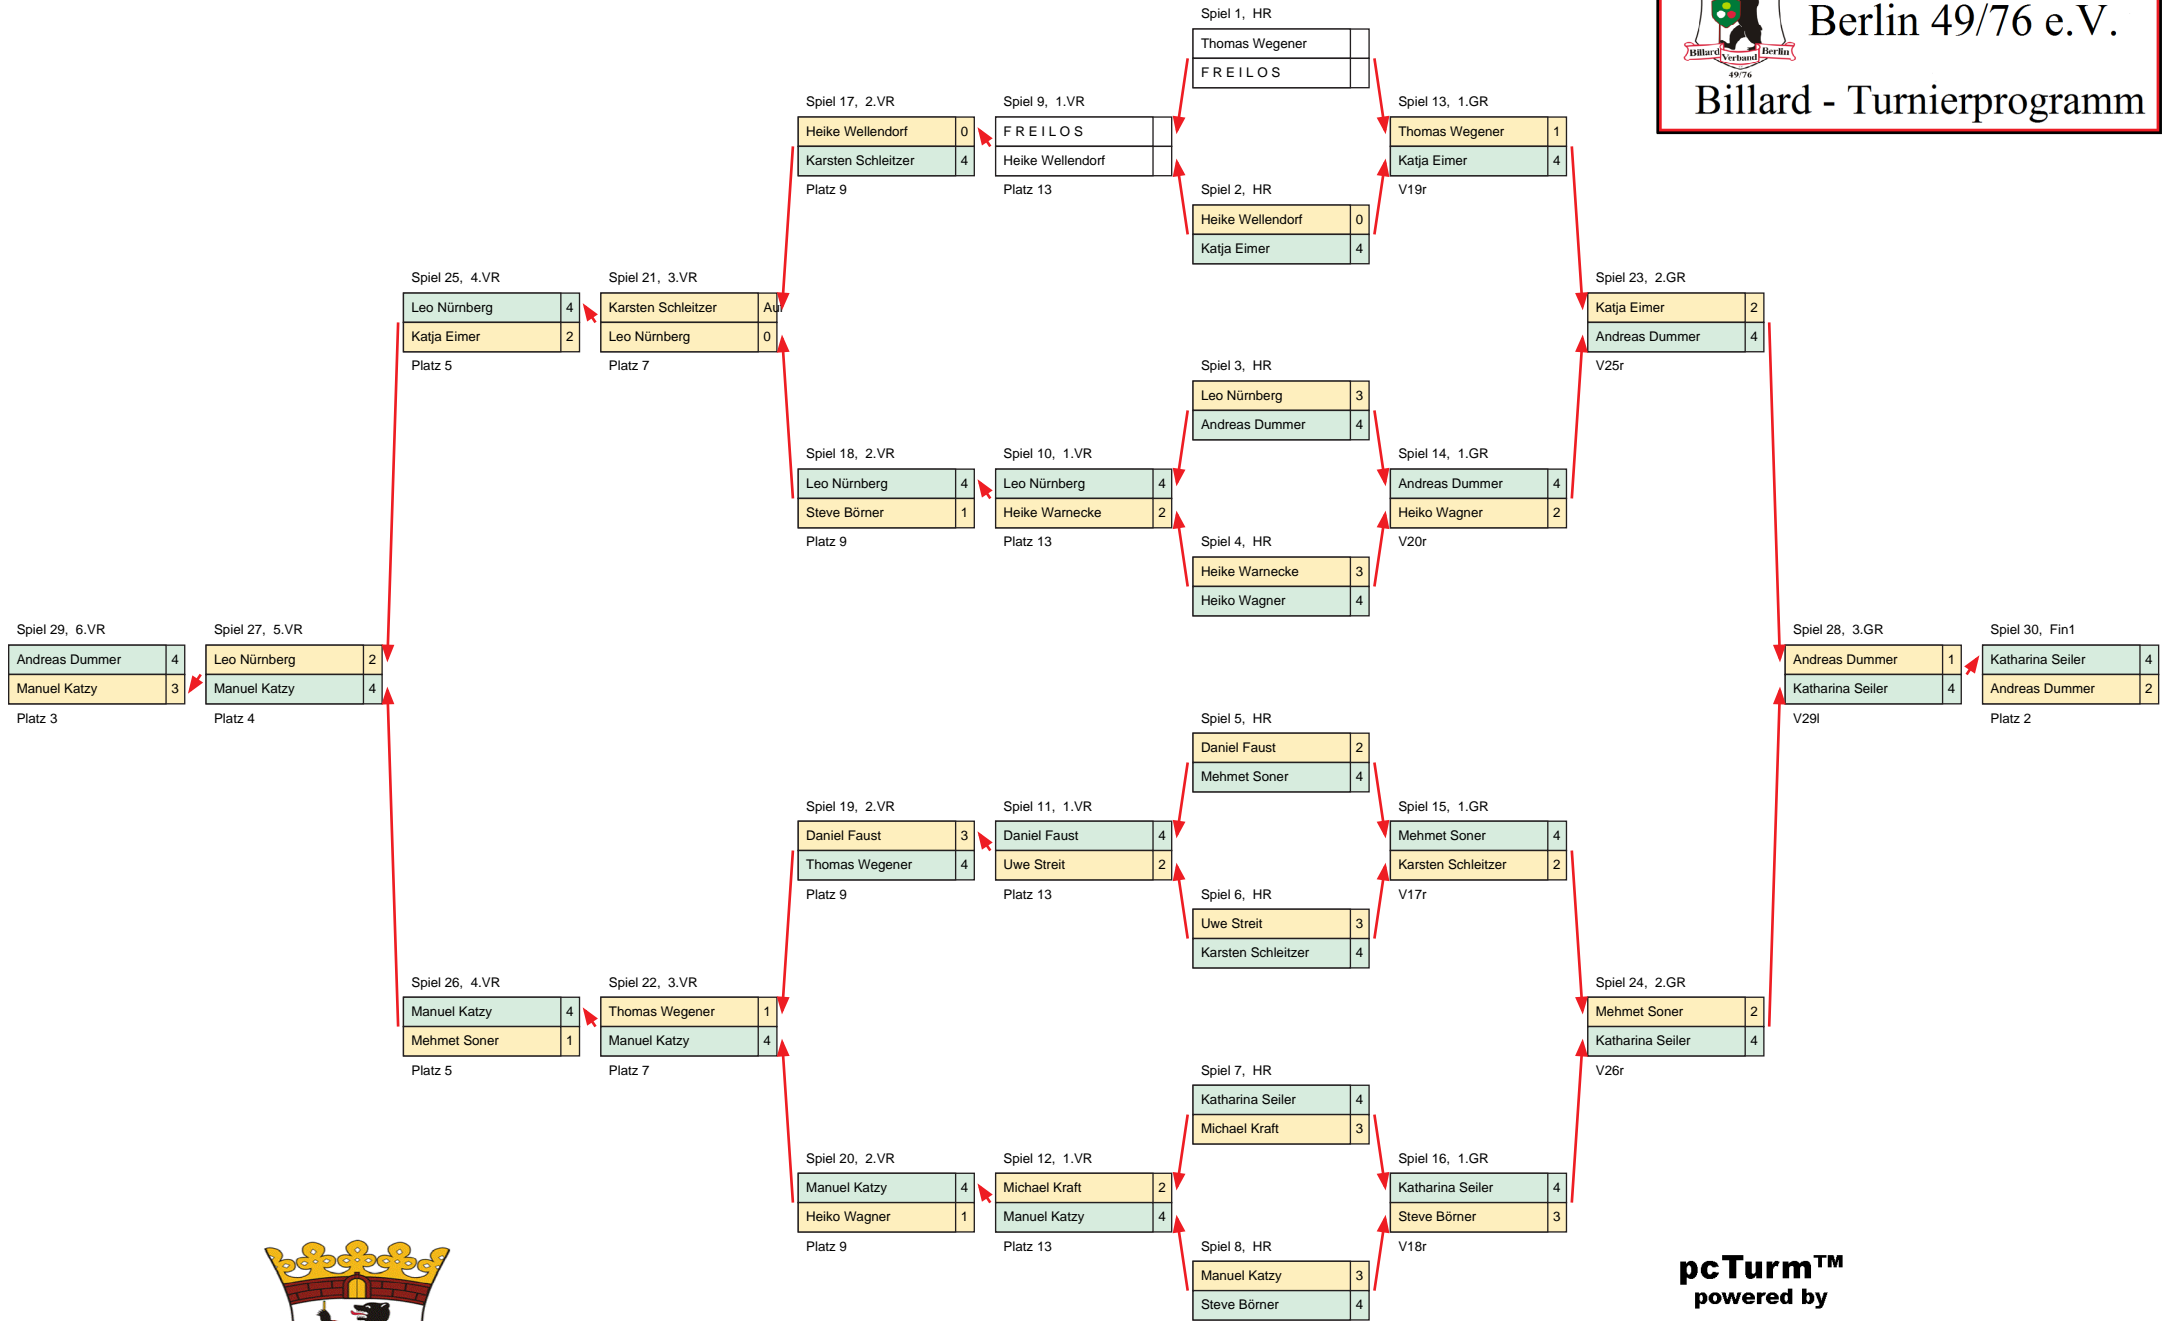 Berlin 49/76 e.V.
Billard Verband Berlin
49/76
Billard - Turnierprogramm
Spiel 1, HR
Thomas Wegener
F R E I L O S
Spiel 17, 2.VR
Heike Wellendorf 0
Karsten Schleitzer 4
Platz 9
Spiel 9, 1.VR
F R E I L O S
Heike Wellendorf
Platz 13
Spiel 13, 1.GR
Thomas Wegener 1
Katja Eimer 4
V19r
Spiel 2, HR
Heike Wellendorf 0
Katja Eimer 4
Spiel 25, 4.VR
Leo Nürnberg 4
Katja Eimer 2
Platz 5
Spiel 21, 3.VR
Karsten Schleitzer
Leo Nürnberg 0
Platz 7
Spiel 23, 2.GR
Katja Eimer 2
Andreas Dummer 4
V25r
Spiel 3, HR
Leo Nürnberg 3
Andreas Dummer 4
Spiel 18, 2.VR
Leo Nürnberg 4
Steve Börner 1
Platz 9
Spiel 10, 1.VR
Leo Nürnberg 4
Heike Warnecke 2
Platz 13
Spiel 14, 1.GR
Andreas Dummer 4
Heiko Wagner 2
V20r
Spiel 4, HR
Heike Warnecke 3
Heiko Wagner 4
Spiel 29, 6.VR
Andreas Dummer 4
Manuel Katzy 3
Platz 3
Spiel 27, 5.VR
Leo Nürnberg 2
Manuel Katzy 4
Platz 4
Spiel 28, 3.GR
Andreas Dummer 1
Katharina Seiler 4
V29l
Spiel 30, Fin1
Katharina Seiler 4
Andreas Dummer 2
Platz 2
Spiel 5, HR
Daniel Faust 2
Mehmet Soner 4
Spiel 19, 2.VR
Daniel Faust 3
Thomas Wegener 4
Platz 9
Spiel 11, 1.VR
Daniel Faust 4
Uwe Streit 2
Platz 13
Spiel 15, 1.GR
Mehmet Soner 4
Karsten Schleitzer 2
V17r
Spiel 6, HR
Uwe Streit 3
Karsten Schleitzer 4
Spiel 26, 4.VR
Manuel Katzy 4
Mehmet Soner 1
Platz 5
Spiel 22, 3.VR
Thomas Wegener 1
Manuel Katzy 4
Platz 7
Spiel 24, 2.GR
Mehmet Soner 2
Katharina Seiler 4
V26r
Spiel 7, HR
Katharina Seiler 4
Michael Kraft 3
Spiel 20, 2.VR
Manuel Katzy 4
Heiko Wagner 1
Platz 9
Spiel 12, 1.VR
Michael Kraft 2
Manuel Katzy 4
Platz 13
Spiel 16, 1.GR
Katharina Seiler 4
Steve Börner 3
V18r
Spiel 8, HR
Manuel Katzy 3
Steve Börner 4
pcTurm™
powered by